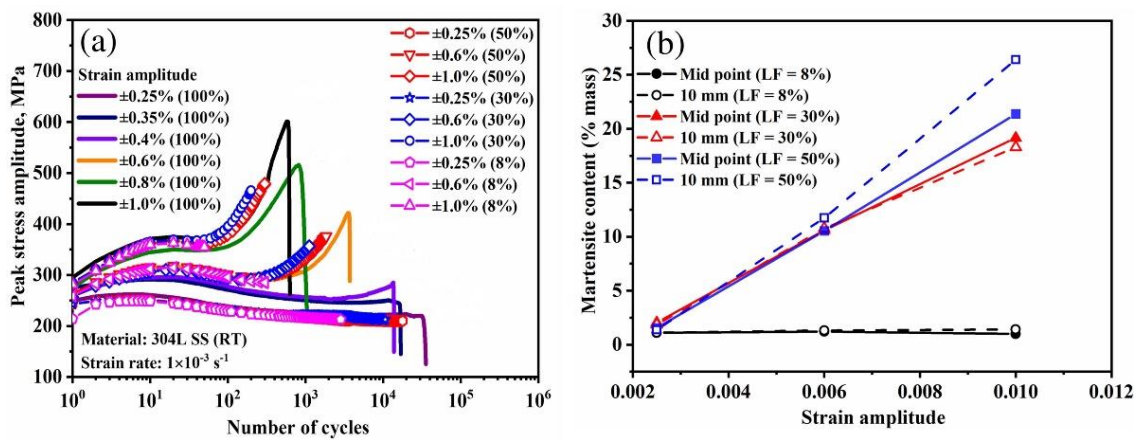 (a)
Peak stress amplitude, MPa
800
700
600
500
400
300
200
100
Strain amplitude
±0.25% (100%)
±0.35% (100%)
±0.4% (100%)
±0.6% (100%)
±0.8% (100%)
±1.0% (100%)
±0.25% (50%)
±0.6% (50%)
±1.0% (50%)
±0.25% (30%)
±0.6% (30%)
±1.0% (30%)
±0.25% (8%)
±0.6% (8%)
±1.0% (8%)
Material: 304L SS (RT)
Strain rate: 1×10⁻³ s⁻¹
10⁰ 10¹ 10² 10³ 10⁴ 10⁵ 10⁶
Number of cycles
(b)
Martensite content (% mass)
30
25
20
15
10
5
0
Mid point (LF = 8%)
10 mm (LF = 8%)
Mid point (LF = 30%)
10 mm (LF = 30%)
Mid point (LF = 50%)
10 mm (LF = 50%)
0.002 0.004 0.006 0.008 0.010 0.012
Strain amplitude